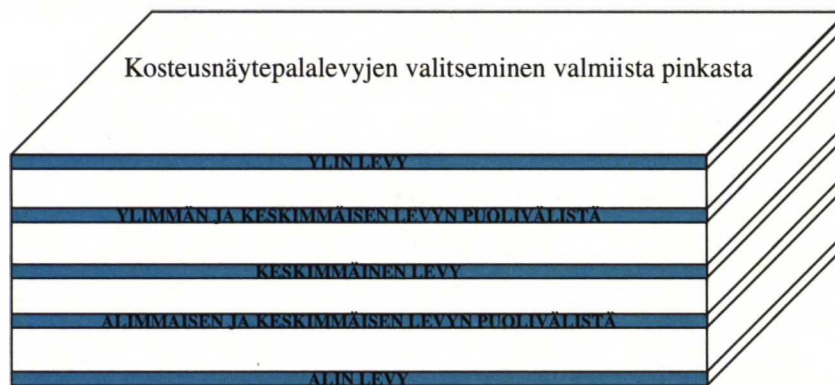 Kosteusnäytepalalevyjen valitseminen valmiista pinkasta
YLIN LEVY
YLIMMÄN JA KESKIMMÄISEN LEVYN PUOLIVÄLISTÄ
KESKIMMÄINEN LEVY
ALIMMAISEN JA KESKIMMÄISEN LEVYN PUOLIVÄLISTÄ
ALIN LEVY